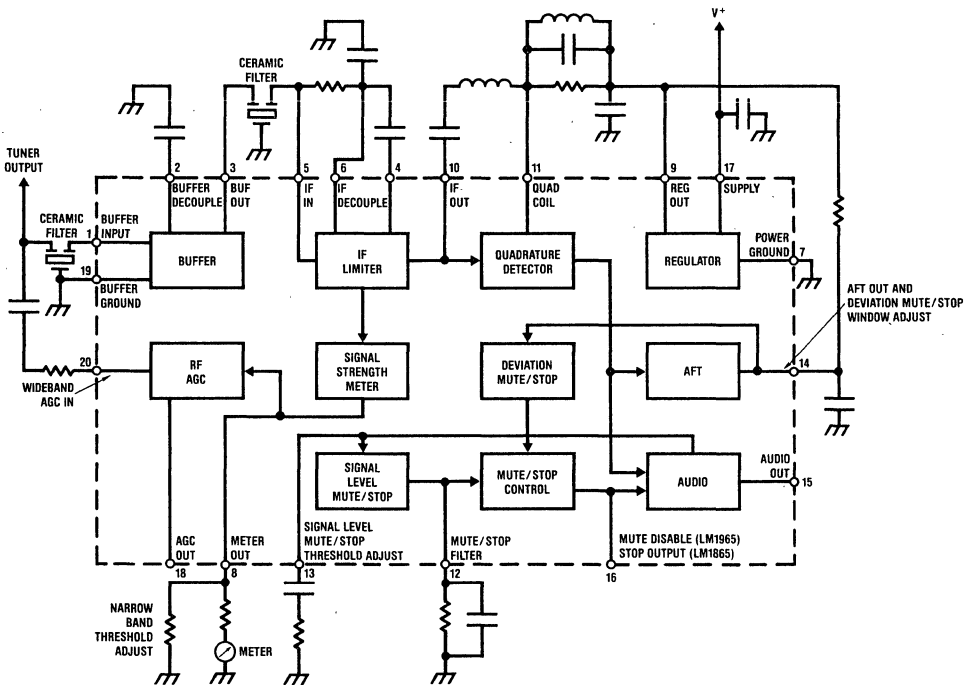 V+
CERAMIC
FILTER
TUNER
OUTPUT
2
3
5
6
4
10
11
9
17
BUFFER
DECOUPLE
BUF
OUT
IF
IN
IF
DECOUPLE
IF
OUT
QUAD
COIL
REG
OUT
SUPPLY
CERAMIC
FILTER
1
BUFFER
INPUT
19
BUFFER
GROUND
BUFFER
IF
LIMITER
QUADRATURE
DETECTOR
REGULATOR
POWER
GROUND
7
AFT OUT AND
DEVIATION MUTE/STOP
WINDOW ADJUST
20
WIDEBAND
AGC IN
RF
AGC
SIGNAL
STRENGTH
METER
DEVIATION
MUTE/STOP
AFT
14
SIGNAL
LEVEL
MUTE/STOP
MUTE/STOP
CONTROL
AUDIO
AUDIO
OUT
15
AGC
OUT
METER
OUT
SIGNAL LEVEL
MUTE/STOP
THRESHOLD ADJUST
MUTE/STOP
FILTER
MUTE DISABLE (LM1965)
STOP OUTPUT (LM1865)
18
8
13
12
16
NARROW
BAND
THRESHOLD
ADJUST
METER